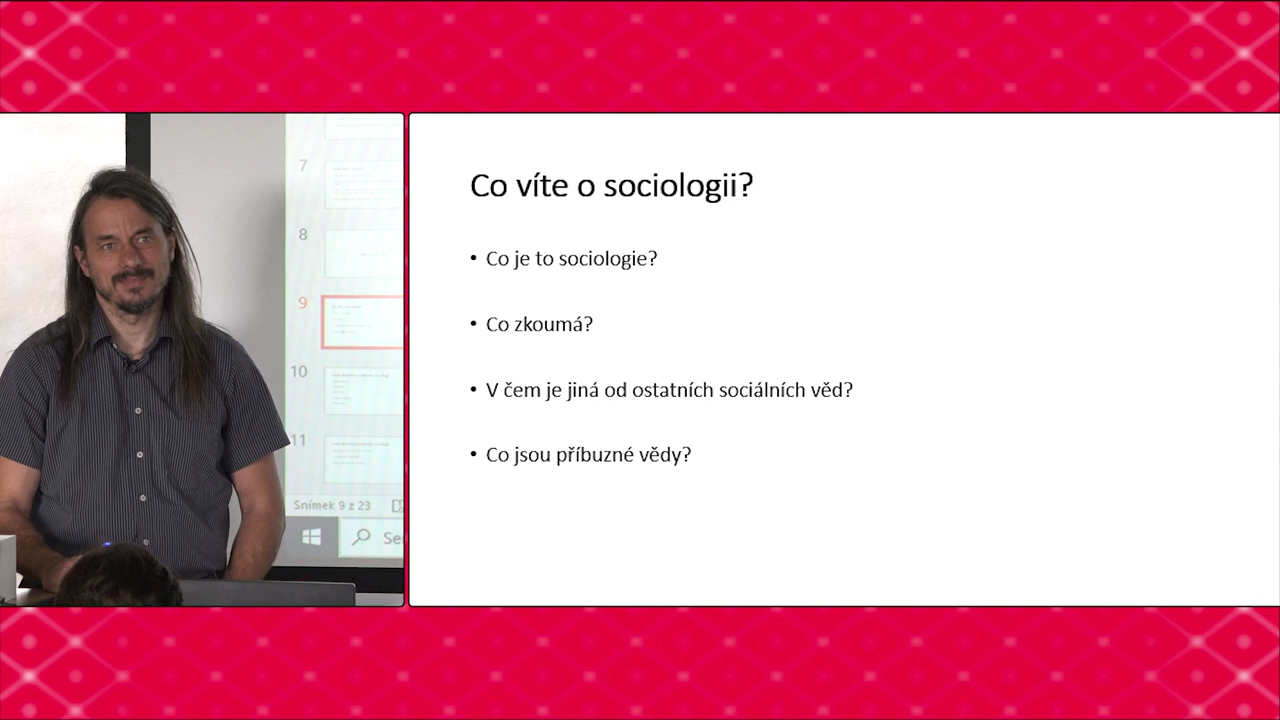 7
8
9
10
11
Snímek 9 z 23
Se
Co víte o sociologii?
• Co je to sociologie?
• Co zkoumá?
• V čem je jiná od ostatních sociálních věd?
• Co jsou příbuzné vědy?